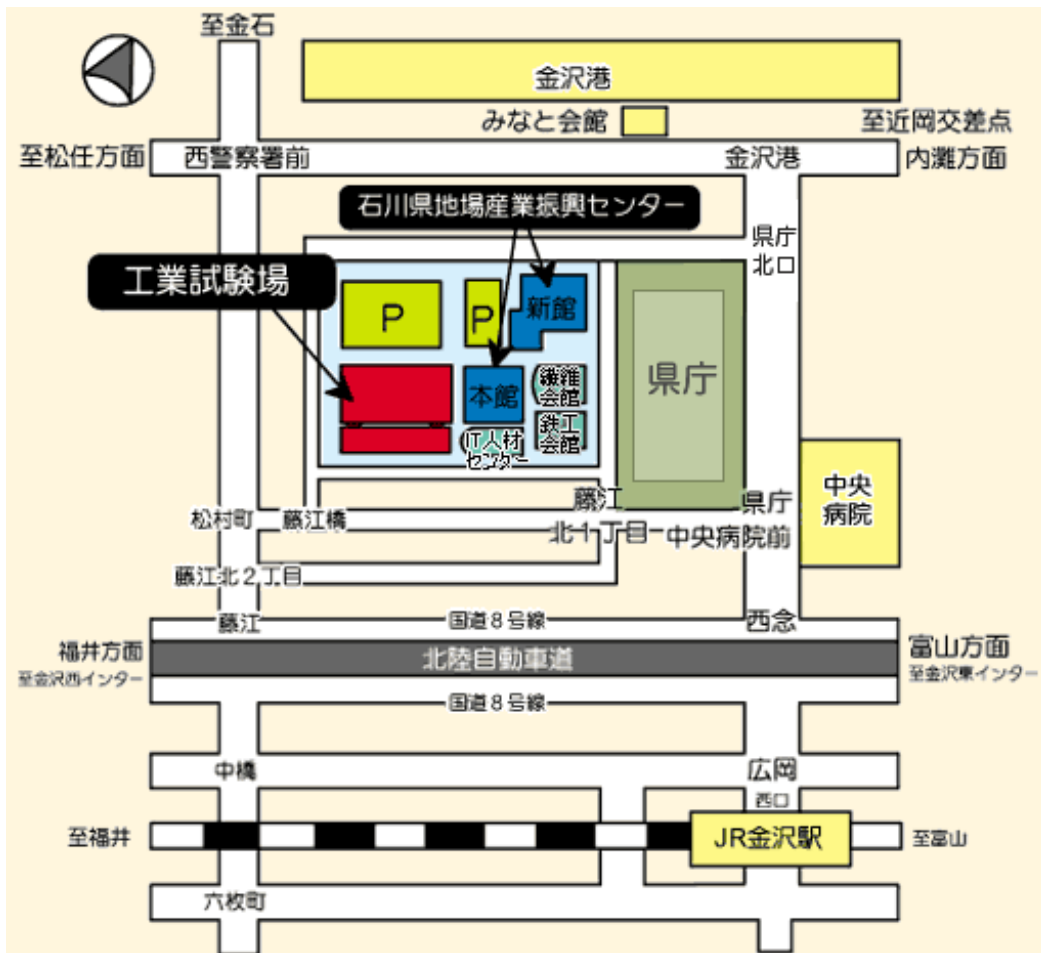 至金石
金沢港
みなと会館
至近岡交差点
至松任方面
西警察署前
金沢港
内灘方面
石川県地場産業振興センター
県庁
北口
工業試験場
P
P
新館
県庁
本館
繊維
会館
鉄工
会館
IT人材
センター
中央
病院
藤江
県庁
松村町
藤江橋
北1丁目
中央病院前
藤江北2丁目
藤江
国道8号線
西念
福井方面
至金沢西インター
北陸自動車道
富山方面
至金沢東インター
国道8号線
中橋
広岡
西口
至福井
JR金沢駅
至富山
六枚町